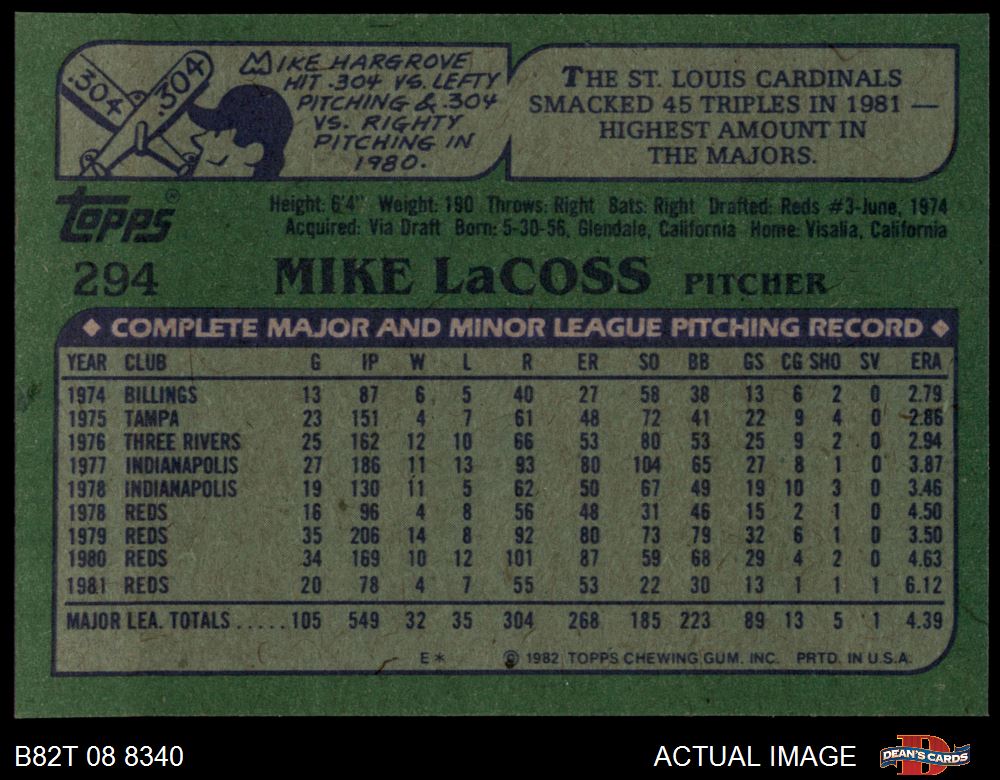 .304 .304
MIKE HARGROVE
HIT .304 VS. LEFTY
PITCHING & .304
VS. RIGHTY
PITCHING IN
1980.
THE ST. LOUIS CARDINALS
SMACKED 45 TRIPLES IN 1981 —
HIGHEST AMOUNT IN
THE MAJORS.
TOPPS®
Height: 6'4" Weight: 190 Throws: Right Bats: Right Drafted: Reds #3-June, 1974
Acquired: Via Draft Born: 5-30-56, Glendale, California Home: Visalia, California
294 MIKE LaCOSS PITCHER
◆ COMPLETE MAJOR AND MINOR LEAGUE PITCHING RECORD ◆
YEAR CLUB G IP W L R ER SO BB GS CG SHO SV ERA
1974 BILLINGS 13 87 6 5 40 27 58 38 13 6 2 0 2.79
1975 TAMPA 23 151 4 7 61 48 72 41 22 9 4 0 2.86
1976 THREE RIVERS 25 162 12 10 66 53 80 53 25 9 2 0 2.94
1977 INDIANAPOLIS 27 186 11 13 93 80 104 65 27 8 1 0 3.87
1978 INDIANAPOLIS 19 130 11 5 62 50 67 49 19 10 3 0 3.46
1978 REDS 16 96 4 8 56 48 31 46 15 2 1 0 4.50
1979 REDS 35 206 14 8 92 80 73 79 32 6 1 0 3.50
1980 REDS 34 169 10 12 101 87 59 68 29 4 2 0 4.63
1981 REDS 20 78 4 7 55 53 22 30 13 1 1 1 6.12
MAJOR LEA. TOTALS.....105 549 32 35 304 268 185 223 89 13 5 1 4.39
E* © 1982 TOPPS CHEWING GUM, INC. PRTD. IN U.S.A.
B82T 08 8340 ACTUAL IMAGE D DEAN'S CARDS